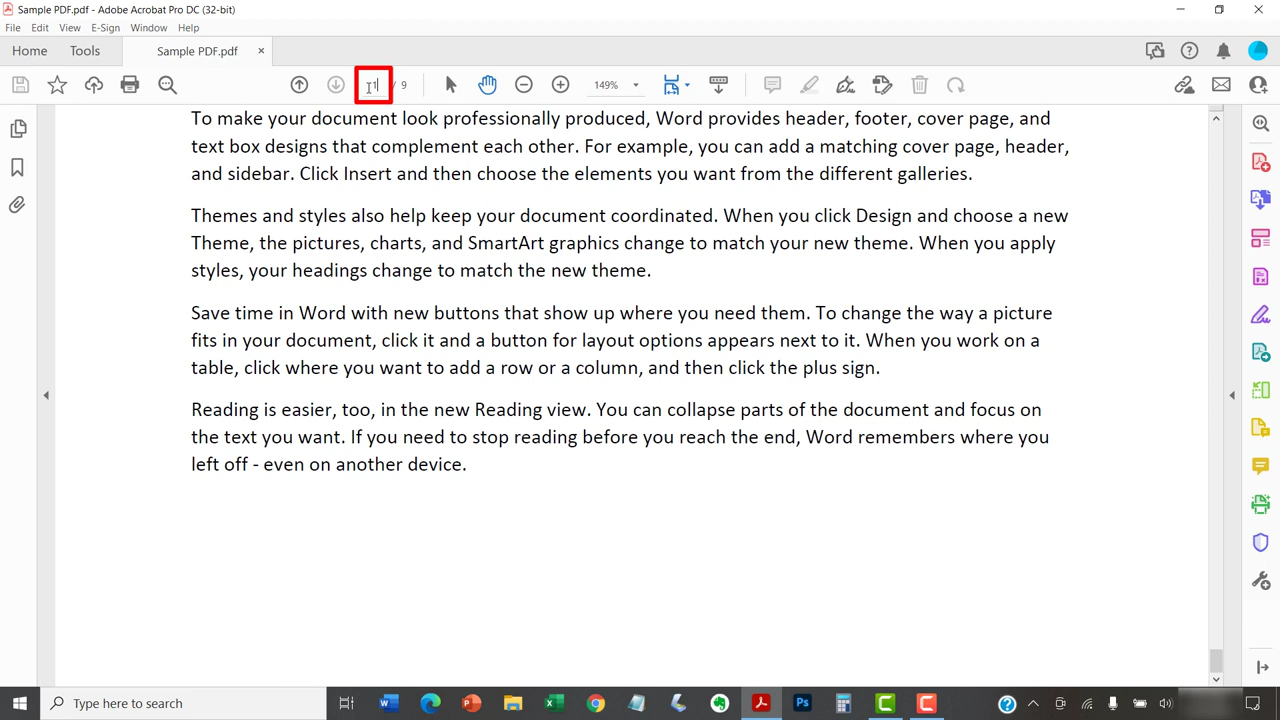 Sample PDF.pdf - Adobe Acrobat Pro DC (32-bit)
File Edit View E-Sign Window Help
Home Tools Sample PDF.pdf ×
1 / 9 149%
To make your document look professionally produced, Word provides header, footer, cover page, and
text box designs that complement each other. For example, you can add a matching cover page, header,
and sidebar. Click Insert and then choose the elements you want from the different galleries.
Themes and styles also help keep your document coordinated. When you click Design and choose a new
Theme, the pictures, charts, and SmartArt graphics change to match your new theme. When you apply
styles, your headings change to match the new theme.
Save time in Word with new buttons that show up where you need them. To change the way a picture
fits in your document, click it and a button for layout options appears next to it. When you work on a
table, click where you want to add a row or a column, and then click the plus sign.
Reading is easier, too, in the new Reading view. You can collapse parts of the document and focus on
the text you want. If you need to stop reading before you reach the end, Word remembers where you
left off - even on another device.
Type here to search